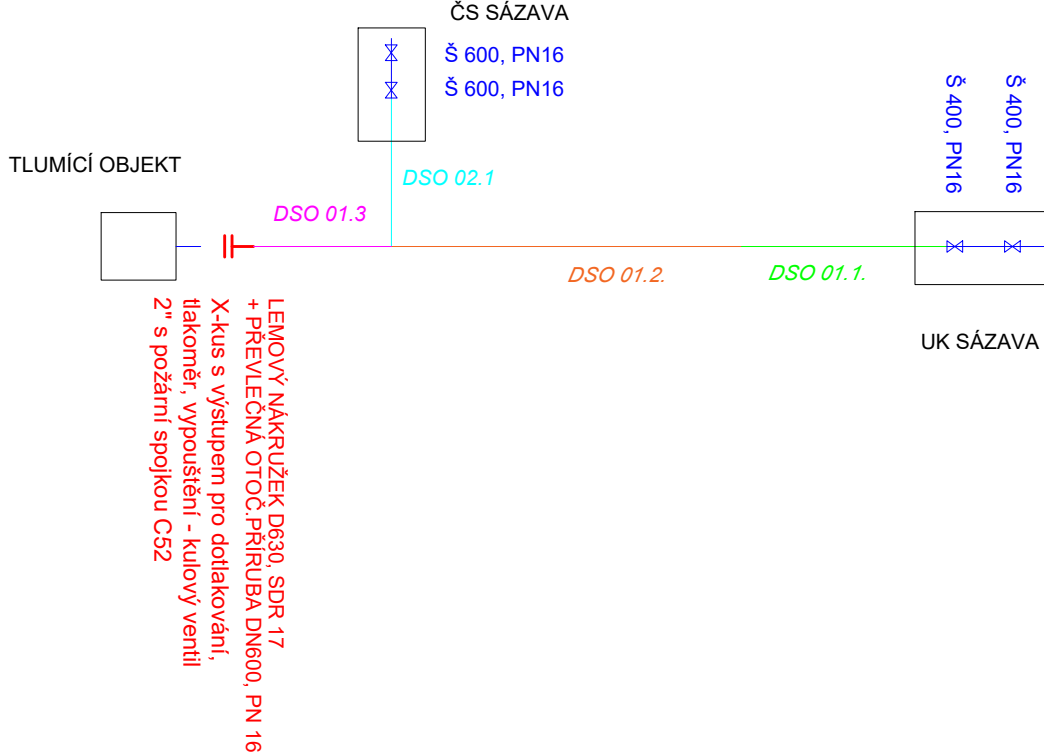 ČS SÁZAVA
Š 600, PN16
Š 600, PN16
Š 400, PN16
Š 400, PN16
TLUMÍCÍ OBJEKT
DSO 02.1
DSO 01.3
DSO 01.2.
DSO 01.1.
UK SÁZAVA
LEMOVÝ NÁKRUŽEK D630, SDR 17
+ PŘEVLEČNÁ OTOČ.PŘÍRUBA DN600, PN 16
X-kus s výstupem pro dotlakování,
tlakoměr, vypouštění - kulový ventil
2" s požární spojkou C52